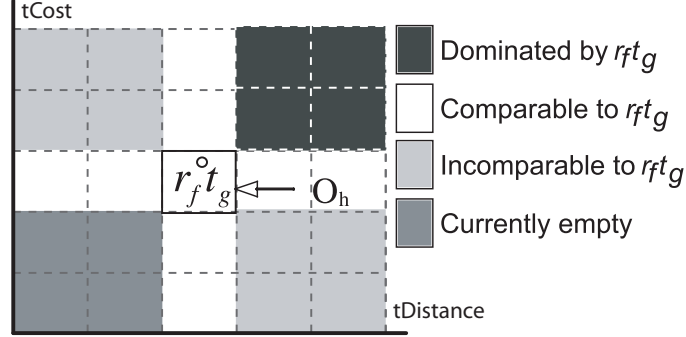 tCost
Dominated by rftg
Comparable to rftg
Incomparable to rftg
Currently empty
rf°tg
Oh
tDistance